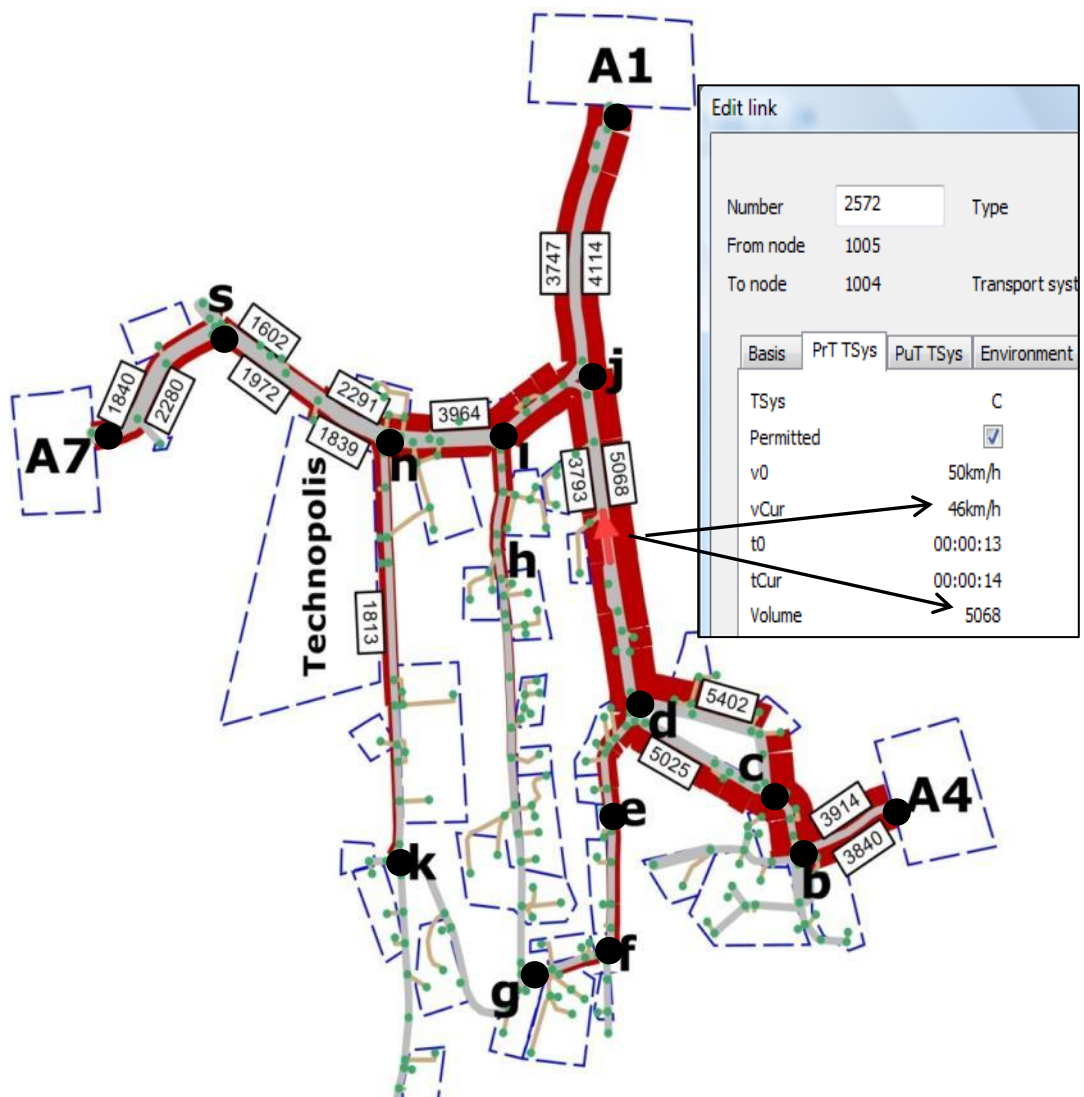 A1
Edit link
Number 2572 Type
From node 1005
To node 1004 Transport syst
Basis PrT TSys PuT TSys Environment
TSys C
Permitted
v0 50km/h
vCur 46km/h
t0 00:00:13
tCur 00:00:14
Volume 5068
3747
4114
s
1602
1972
j
1840
2280
2291
1839
3964
A7
n
i
3793
5068
Technopolis
h
1813
d
5402
5025
c
e
3914
A4
3840
k
b
f
g